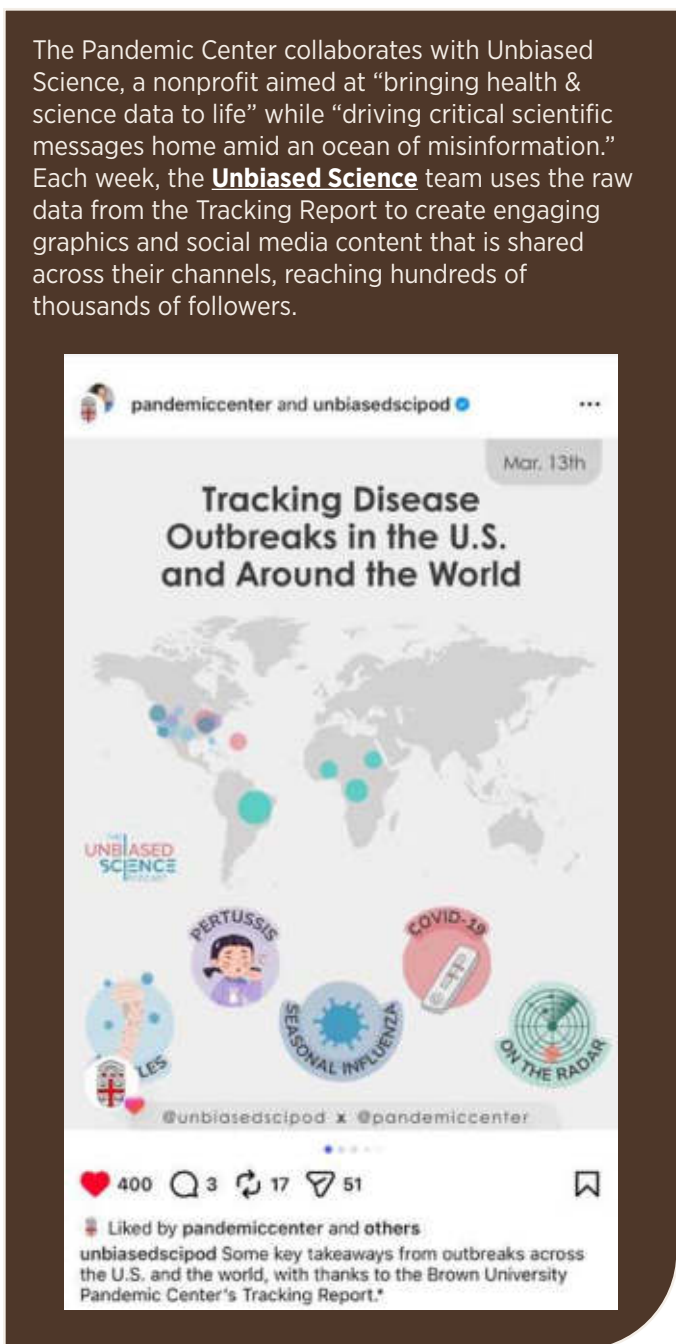 The Pandemic Center collaborates with Unbiased
Science, a nonprofit aimed at “bringing health &
science data to life” while “driving critical scientific
messages home amid an ocean of misinformation.”
Each week, the Unbiased Science team uses the raw
data from the Tracking Report to create engaging
graphics and social media content that is shared
across their channels, reaching hundreds of
thousands of followers.
pandemiccenter and unbiasedscipod
Mar. 13th
Tracking Disease
Outbreaks in the U.S.
and Around the World
THE
UNBIASED
SCIENCE
PODCAST
PERTUSSIS
COVID-19
LES
SEASONAL INFLUENZA
ON THE RADAR
@unbiasedscipod x @pandemiccenter
400 3 17 51
Liked by pandemiccenter and others
unbiasedscipod Some key takeaways from outbreaks across
the U.S. and the world, with thanks to the Brown University
Pandemic Center's Tracking Report.*